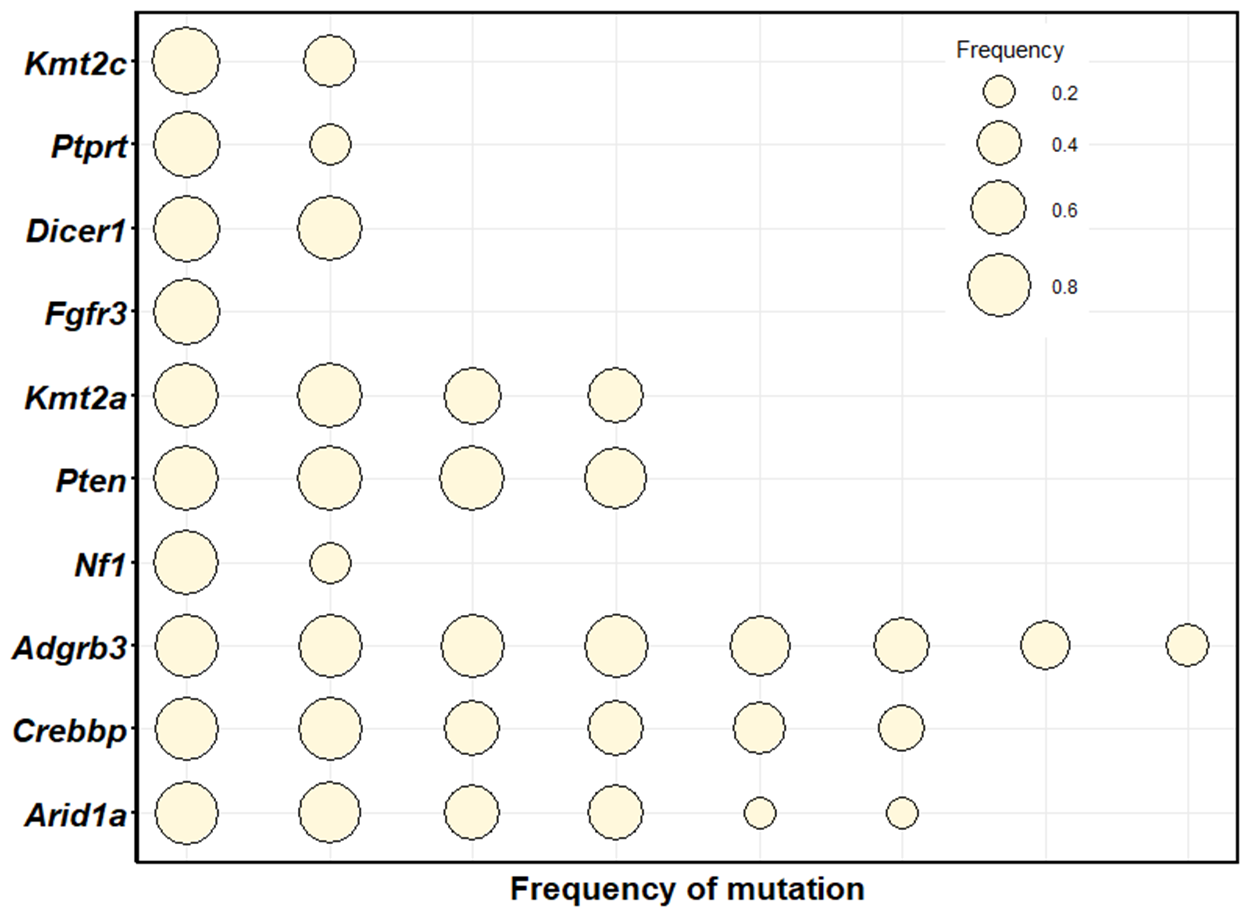 Kmt2c
Ptprt
Dicer1
Fgfr3
Kmt2a
Pten
Nf1
Adgrb3
Crebbp
Arid1a
Frequency
0.2
0.4
0.6
0.8
Frequency of mutation